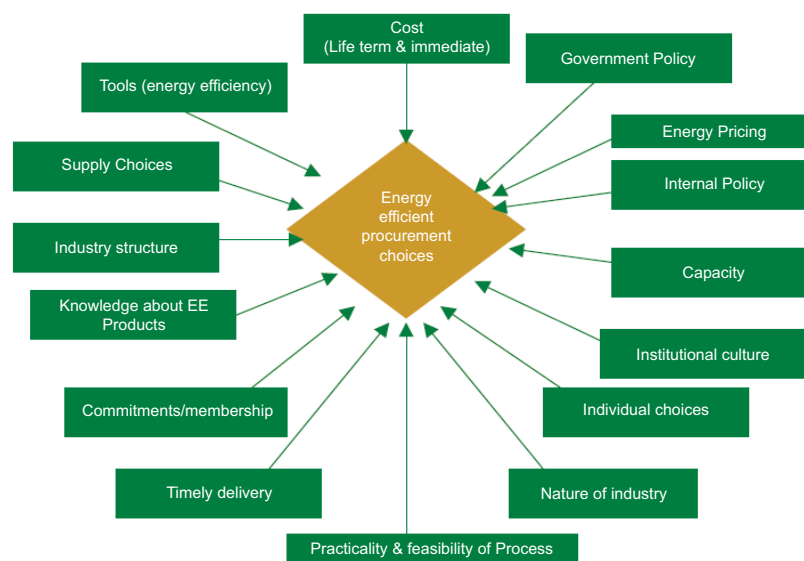 Cost
(Life term & immediate)
Government Policy
Tools (energy efficiency)
Energy Pricing
Supply Choices
Internal Policy
Energy
efficient
procurement
choices
Industry structure
Capacity
Knowledge about EE
Products
Institutional culture
Commitments/membership
Individual choices
Timely delivery
Nature of industry
Practicality & feasibility of Process